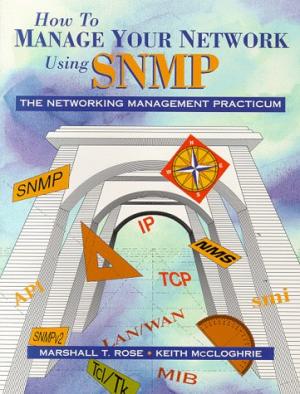 How To
MANAGE YOUR NETWORK
Using SNMP
THE NETWORKING MANAGEMENT PRACTICUM
SNMP
IP
NMS
TCP
API
smi
LAN/WAN
SNMPv2
MARSHALL T. ROSE • KEITH MCCLOGHRIE
Tcl/Tk
MIB